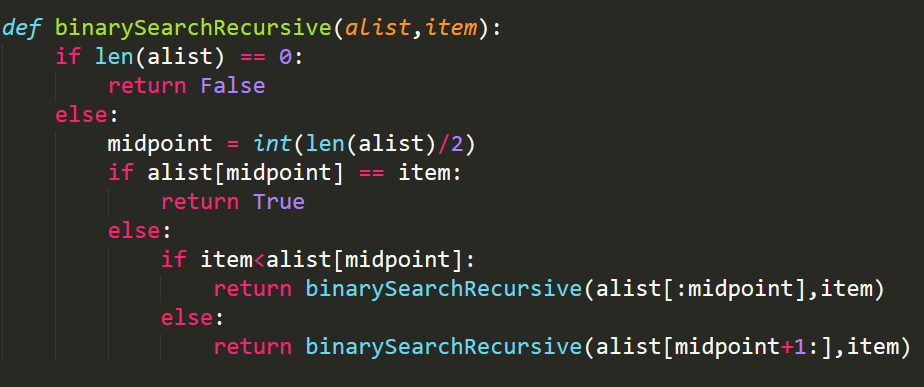 def binarySearchRecursive(alist,item):
    if len(alist) == 0:
        return False
    else:
        midpoint = int(len(alist)/2)
        if alist[midpoint] == item:
            return True
        else:
            if item<alist[midpoint]:
                return binarySearchRecursive(alist[:midpoint],item)
            else:
                return binarySearchRecursive(alist[midpoint+1:],item)